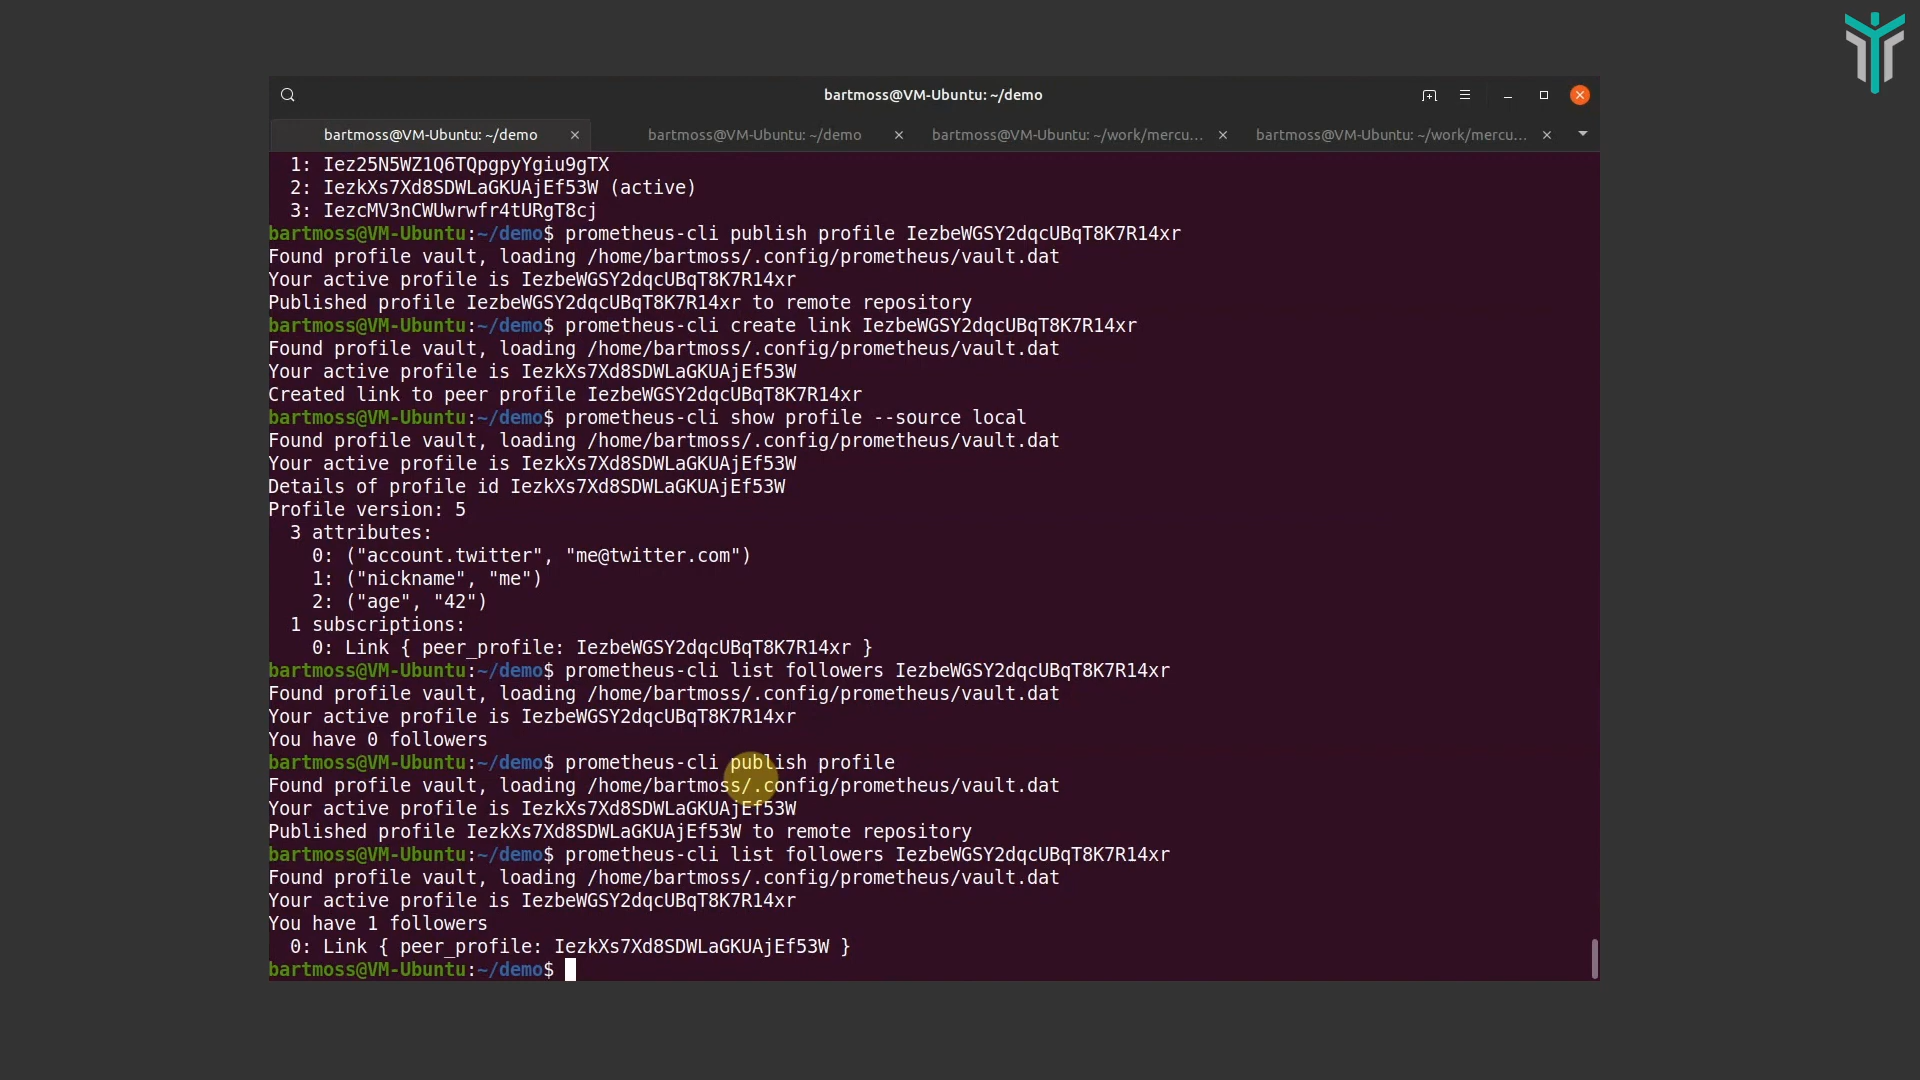 bartmoss@VM-Ubuntu: ~/demo
bartmoss@VM-Ubuntu: ~/demo
bartmoss@VM-Ubuntu: ~/demo
bartmoss@VM-Ubuntu: ~/work/mercu...
bartmoss@VM-Ubuntu: ~/work/mercu...
1: Iez25N5WZ1Q6TQpgpyYgiu9gTX
2: IezkXs7Xd8SDWLaGKUAjEf53W (active)
3: IezcMV3nCWUwrwfr4tURgT8cj
bartmoss@VM-Ubuntu:~/demo$ prometheus-cli publish profile IezbeWGSY2dqcUBqT8K7R14xr
Found profile vault, loading /home/bartmoss/.config/prometheus/vault.dat
Your active profile is IezbeWGSY2dqcUBqT8K7R14xr
Published profile IezbeWGSY2dqcUBqT8K7R14xr to remote repository
bartmoss@VM-Ubuntu:~/demo$ prometheus-cli create link IezbeWGSY2dqcUBqT8K7R14xr
Found profile vault, loading /home/bartmoss/.config/prometheus/vault.dat
Your active profile is IezkXs7Xd8SDWLaGKUAjEf53W
Created link to peer profile IezbeWGSY2dqcUBqT8K7R14xr
bartmoss@VM-Ubuntu:~/demo$ prometheus-cli show profile --source local
Found profile vault, loading /home/bartmoss/.config/prometheus/vault.dat
Your active profile is IezkXs7Xd8SDWLaGKUAjEf53W
Details of profile id IezkXs7Xd8SDWLaGKUAjEf53W
Profile version: 5
3 attributes:
0: ("account.twitter", "me@twitter.com")
1: ("nickname", "me")
2: ("age", "42")
1 subscriptions:
0: Link { peer_profile: IezbeWGSY2dqcUBqT8K7R14xr }
bartmoss@VM-Ubuntu:~/demo$ prometheus-cli list followers IezbeWGSY2dqcUBqT8K7R14xr
Found profile vault, loading /home/bartmoss/.config/prometheus/vault.dat
Your active profile is IezbeWGSY2dqcUBqT8K7R14xr
You have 0 followers
bartmoss@VM-Ubuntu:~/demo$ prometheus-cli publish profile
Found profile vault, loading /home/bartmoss/.config/prometheus/vault.dat
Your active profile is IezkXs7Xd8SDWLaGKUAjEf53W
Published profile IezkXs7Xd8SDWLaGKUAjEf53W to remote repository
bartmoss@VM-Ubuntu:~/demo$ prometheus-cli list followers IezbeWGSY2dqcUBqT8K7R14xr
Found profile vault, loading /home/bartmoss/.config/prometheus/vault.dat
Your active profile is IezbeWGSY2dqcUBqT8K7R14xr
You have 1 followers
0: Link { peer_profile: IezkXs7Xd8SDWLaGKUAjEf53W }
bartmoss@VM-Ubuntu:~/demo$